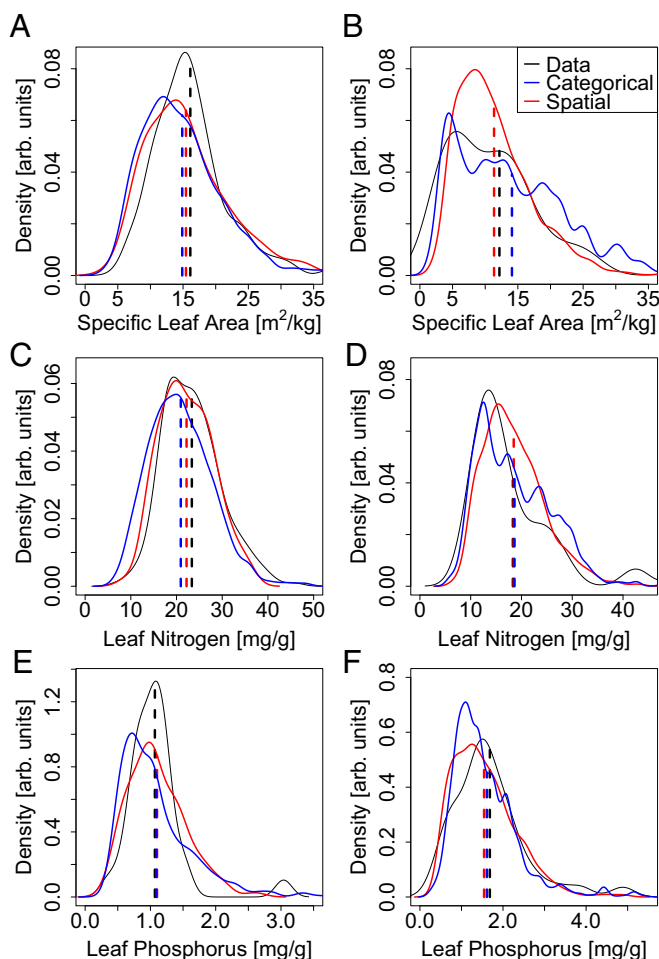 A
Density [arb. units]
0.00 0.04 0.08
0 5 15 25 35
Specific Leaf Area [m²/kg]
B
Data
Categorical
Spatial
Density [arb. units]
0.00 0.04 0.08
0 5 15 25 35
Specific Leaf Area [m²/kg]
C
Density [arb. units]
0.00 0.02 0.04 0.06
0 10 20 30 40 50
Leaf Nitrogen [mg/g]
D
Density [arb. units]
0.00 0.04 0.08
0 10 20 30 40
Leaf Nitrogen [mg/g]
E
Density [arb. units]
0.0 0.4 0.8 1.2
0.0 1.0 2.0 3.0
Leaf Phosphorus [mg/g]
F
Density [arb. units]
0.0 0.2 0.4 0.6 0.8
0.0 2.0 4.0
Leaf Phosphorus [mg/g]